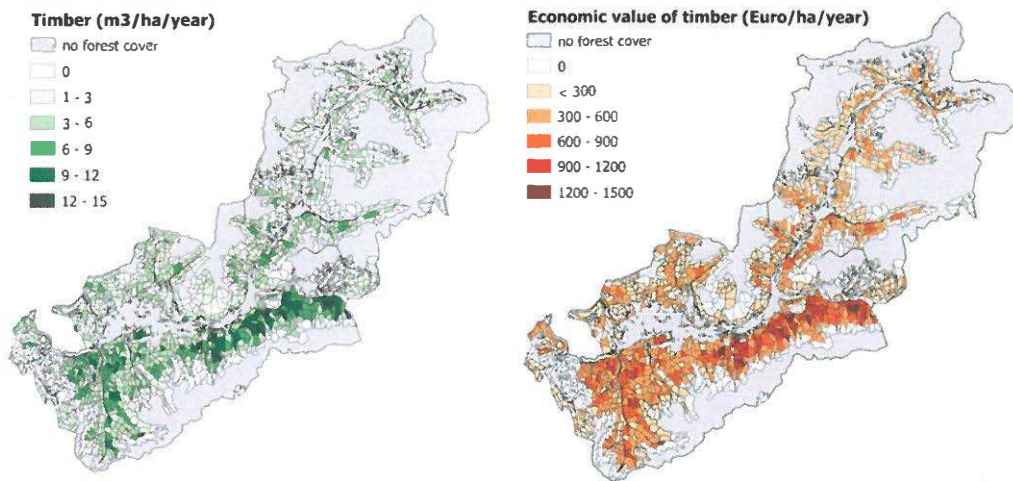 Timber (m3/ha/year)
no forest cover
0
1 - 3
3 - 6
6 - 9
9 - 12
12 - 15
Economic value of timber (Euro/ha/year)
no forest cover
0
< 300
300 - 600
600 - 900
900 - 1200
1200 - 1500